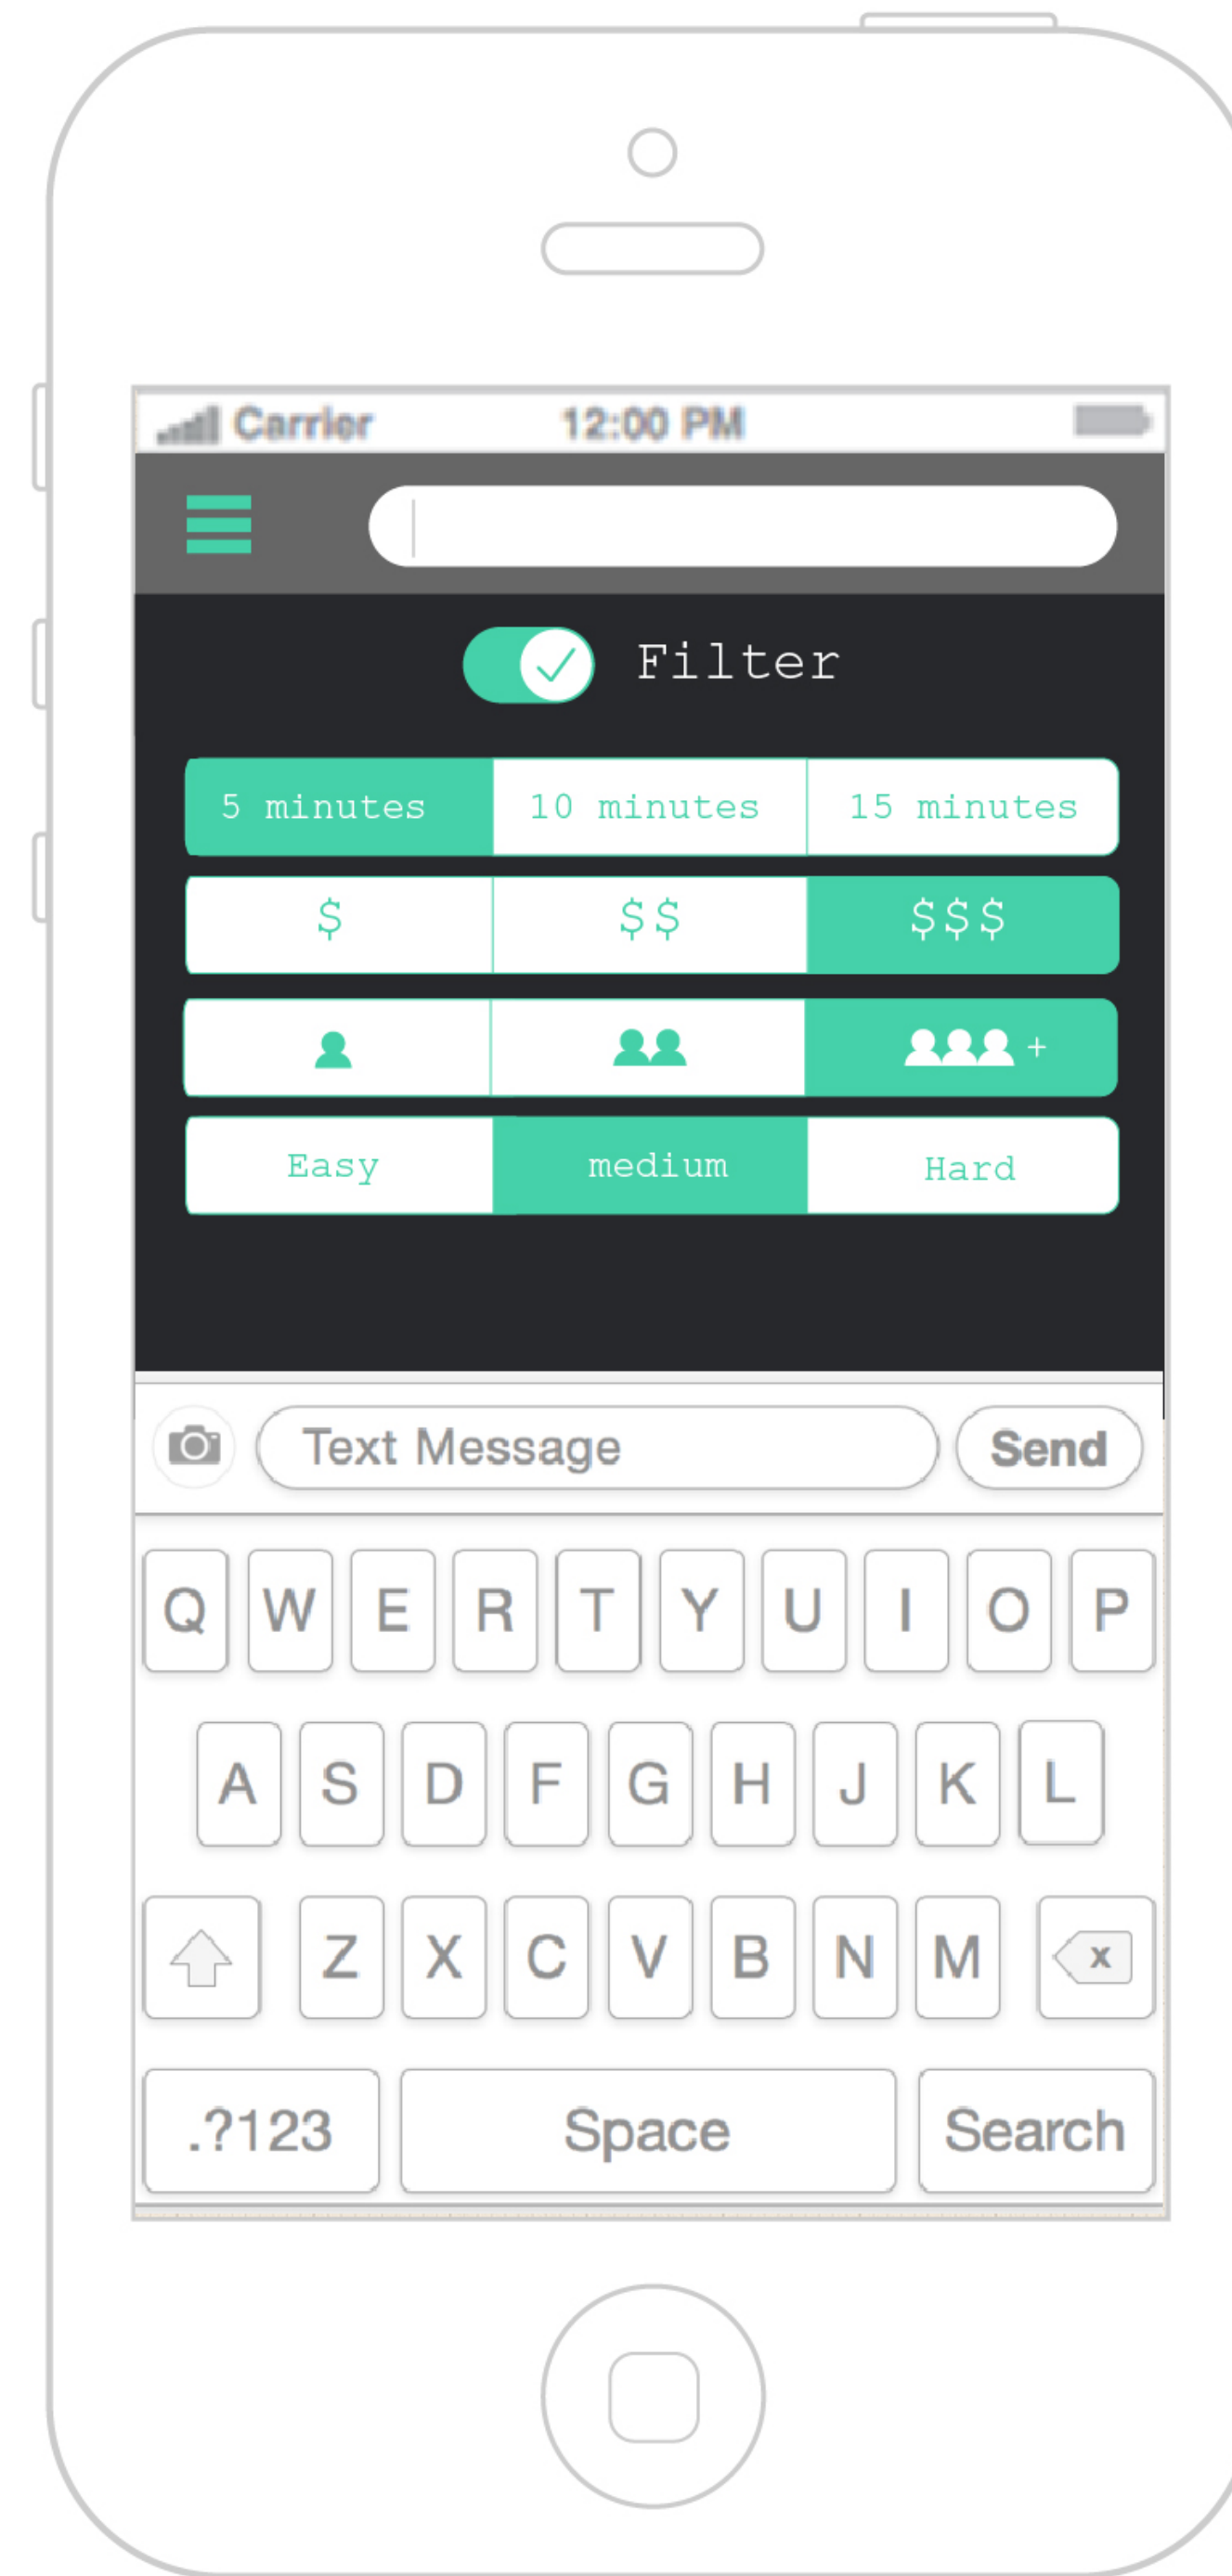 Carrier 12:00 PM
Filter
5 minutes 10 minutes 15 minutes
$ $$ $$$
+
Easy medium Hard
Text Message Send
Q W E R T Y U I O P
A S D F G H J K L
Z X C V B N M x
.?123 Space Search